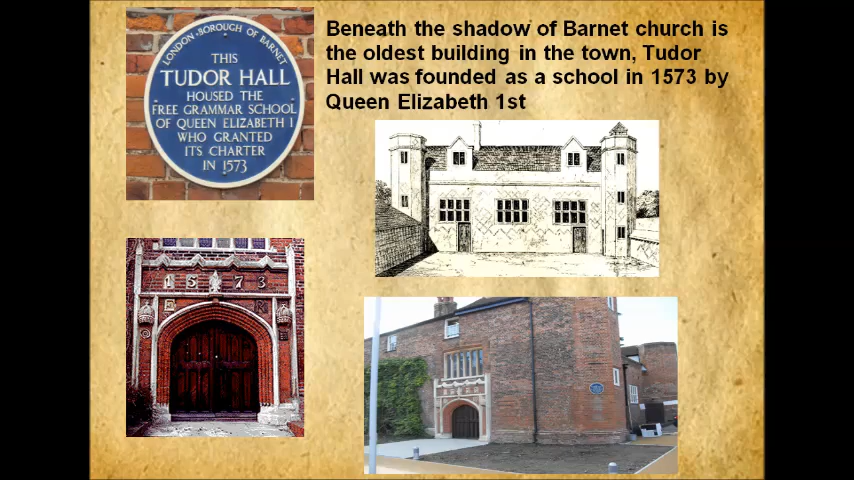 LONDON BOROUGH OF BARNET
THIS
TUDOR HALL
HOUSED THE
FREE GRAMMAR SCHOOL
OF QUEEN ELIZABETH I
WHO GRANTED
ITS CHARTER
IN 1573
Beneath the shadow of Barnet church is
the oldest building in the town, Tudor
Hall was founded as a school in 1573 by
Queen Elizabeth 1st
1573
E R